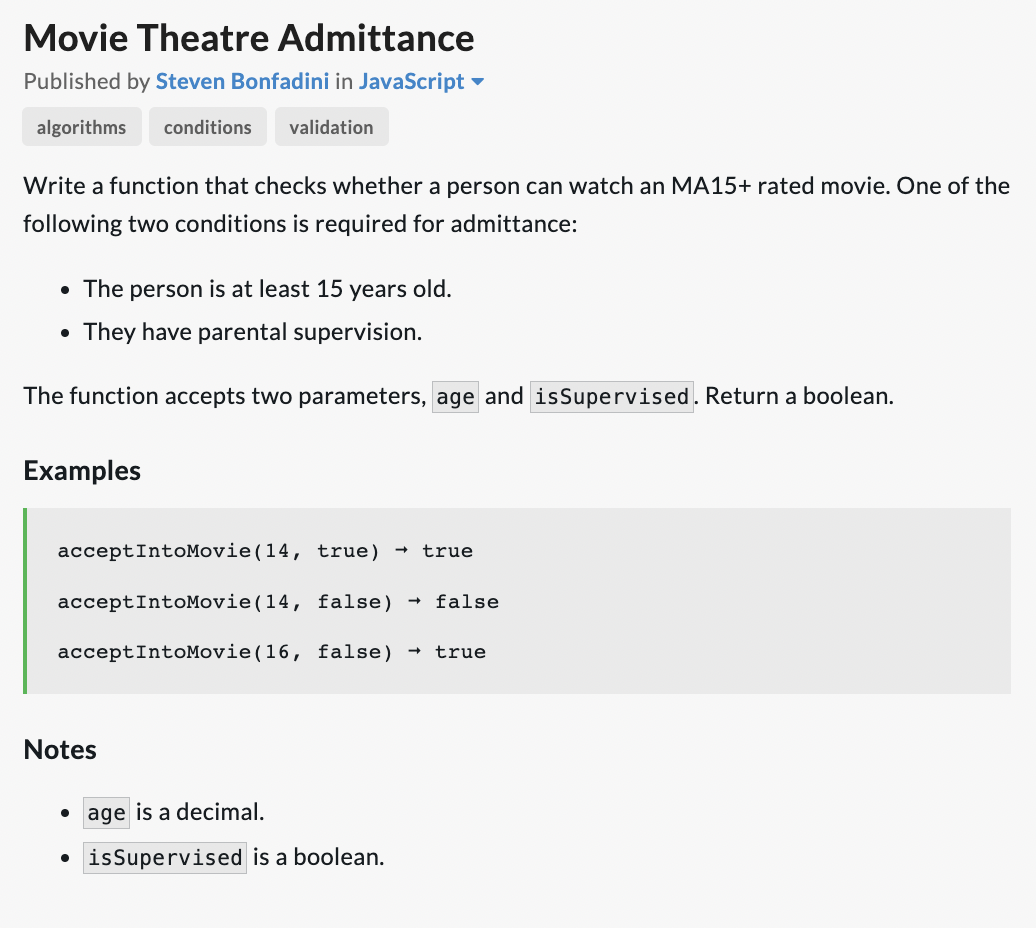 Movie Theatre Admittance
Published by Steven Bonfadini in JavaScript
algorithms conditions validation
Write a function that checks whether a person can watch an MA15+ rated movie. One of the
following two conditions is required for admittance:
• The person is at least 15 years old.
• They have parental supervision.
The function accepts two parameters, age and isSupervised. Return a boolean.
Examples
acceptIntoMovie(14, true) ➞ true
acceptIntoMovie(14, false) ➞ false
acceptIntoMovie(16, false) ➞ true
Notes
• age is a decimal.
• isSupervised is a boolean.